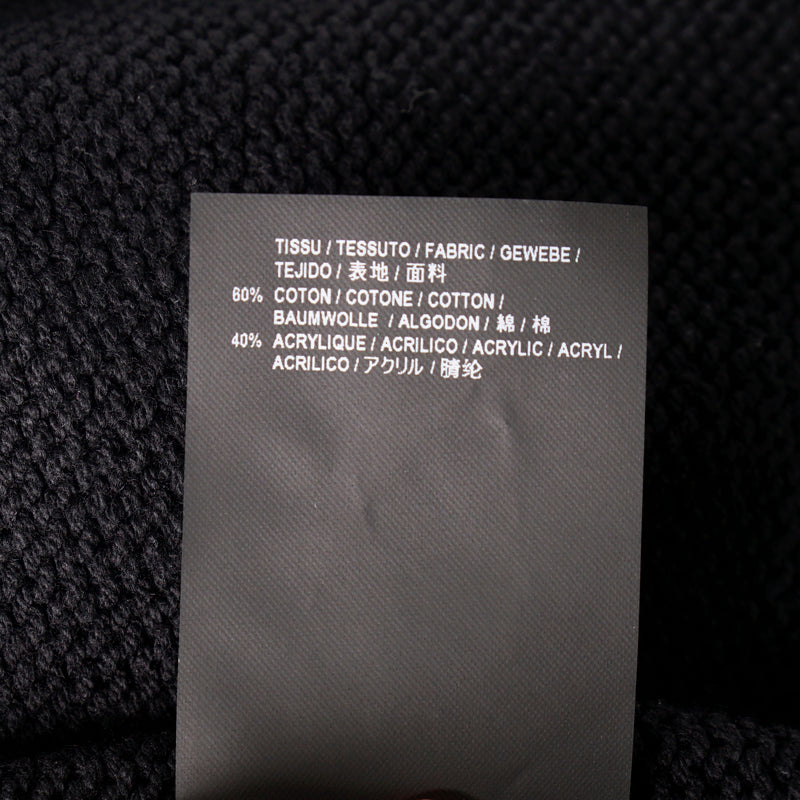 TISSU / TESSUTO / FABRIC / GEWEBE /
TEJIDO / 表地 / 面料
60% COTON / COTONE / COTTON /
BAUMWOLLE / ALGODON / 綿 / 棉
40% ACRYLIQUE / ACRILICO / ACRYLIC / ACRYL /
ACRILICO / アクリル / 腈纶